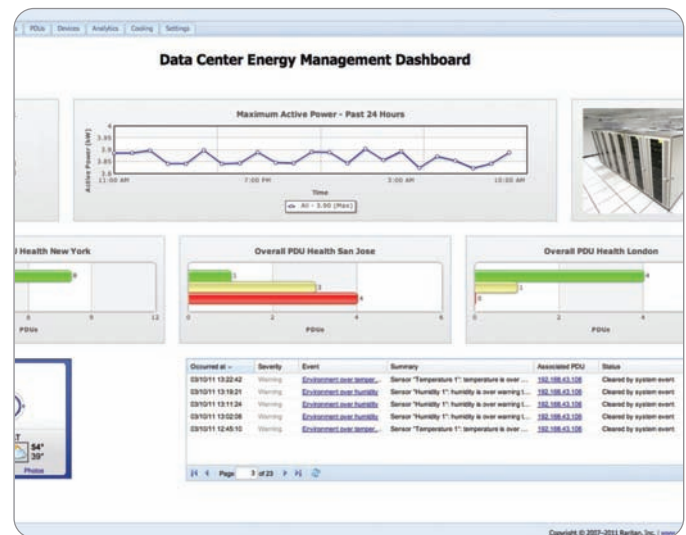 PDUs Devices Analytics Cooling Settings
Data Center Energy Management Dashboard
Maximum Active Power - Past 24 Hours
Active Power (kW)
4
3.95
3.9
3.85
3.8
11:00 AM 7:00 PM 3:00 AM 10:00 AM
Time
All - 3.90 (Max)
Health New York
8
6 9 12
PDUs
Overall PDU Health San Jose
1
3
4
0 2 4 6
PDUs
Overall PDU Health London
4
1
0
0 2 4
PDUs
54°
39°
Photos
Occurred at Severity Event Summary Associated PDU Status
03/10/11 13:22:42 Warning Environment over temper... Sensor "Temperature 1": temperature is over ... 192.168.43.108 Cleared by system event
03/10/11 13:19:21 Warning Environment over humidity Sensor "Humidity 1": humidity is over warning t... 192.168.43.108 Cleared by system event
03/10/11 13:11:34 Warning Environment over humidity Sensor "Humidity 1": humidity is over warning t... 192.168.43.108 Cleared by system event
03/10/11 13:02:08 Warning Environment over humidity Sensor "Humidity 1": humidity is over warning t... 192.168.43.108 Cleared by system event
03/10/11 12:45:10 Warning Environment over temper... Sensor "Temperature 1": temperature is over ... 192.168.43.108 Cleared by system event
Page 3 of 23
Copyright © 2007-2011 Raritan, Inc. |